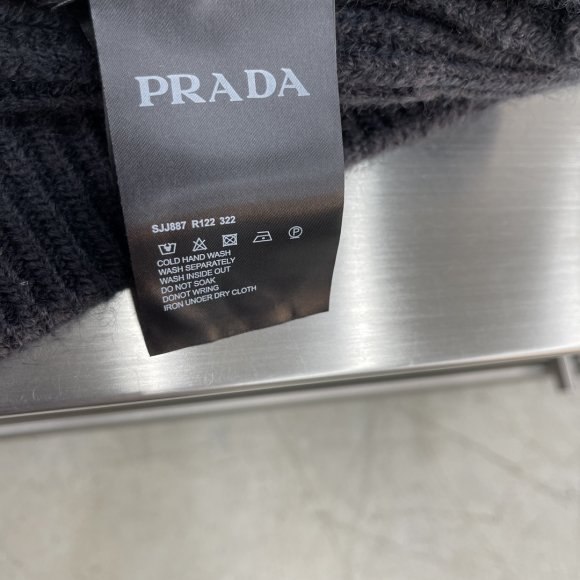 PRADA
SJJ887 R122 322
P
COLD HAND WASH
WASH SEPARATELY
WASH INSIDE OUT
DO NOT SOAK
DONOT WRING
IRON UNDER DRY CLOTH